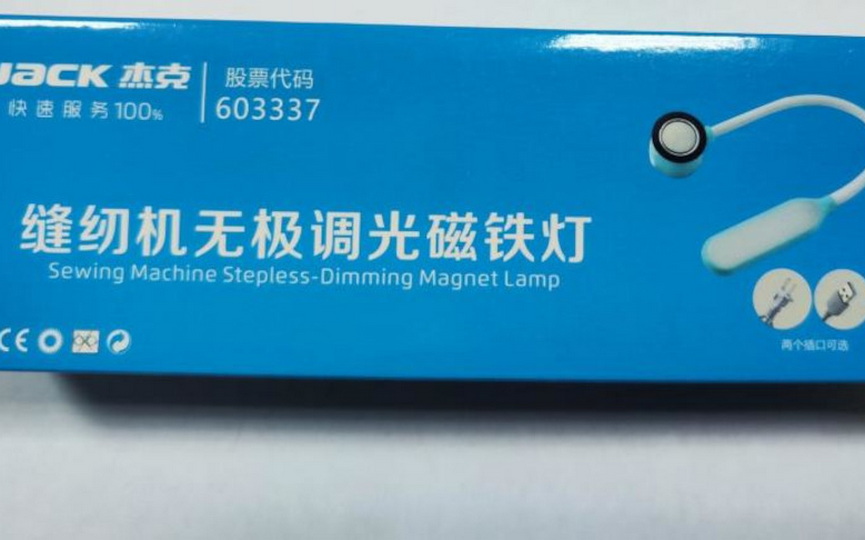 JACK 杰克
快速服务100%
股票代码
603337
缝纫机无极调光磁铁灯
Sewing Machine Stepless-Dimming Magnet Lamp
CE
两个插口可选